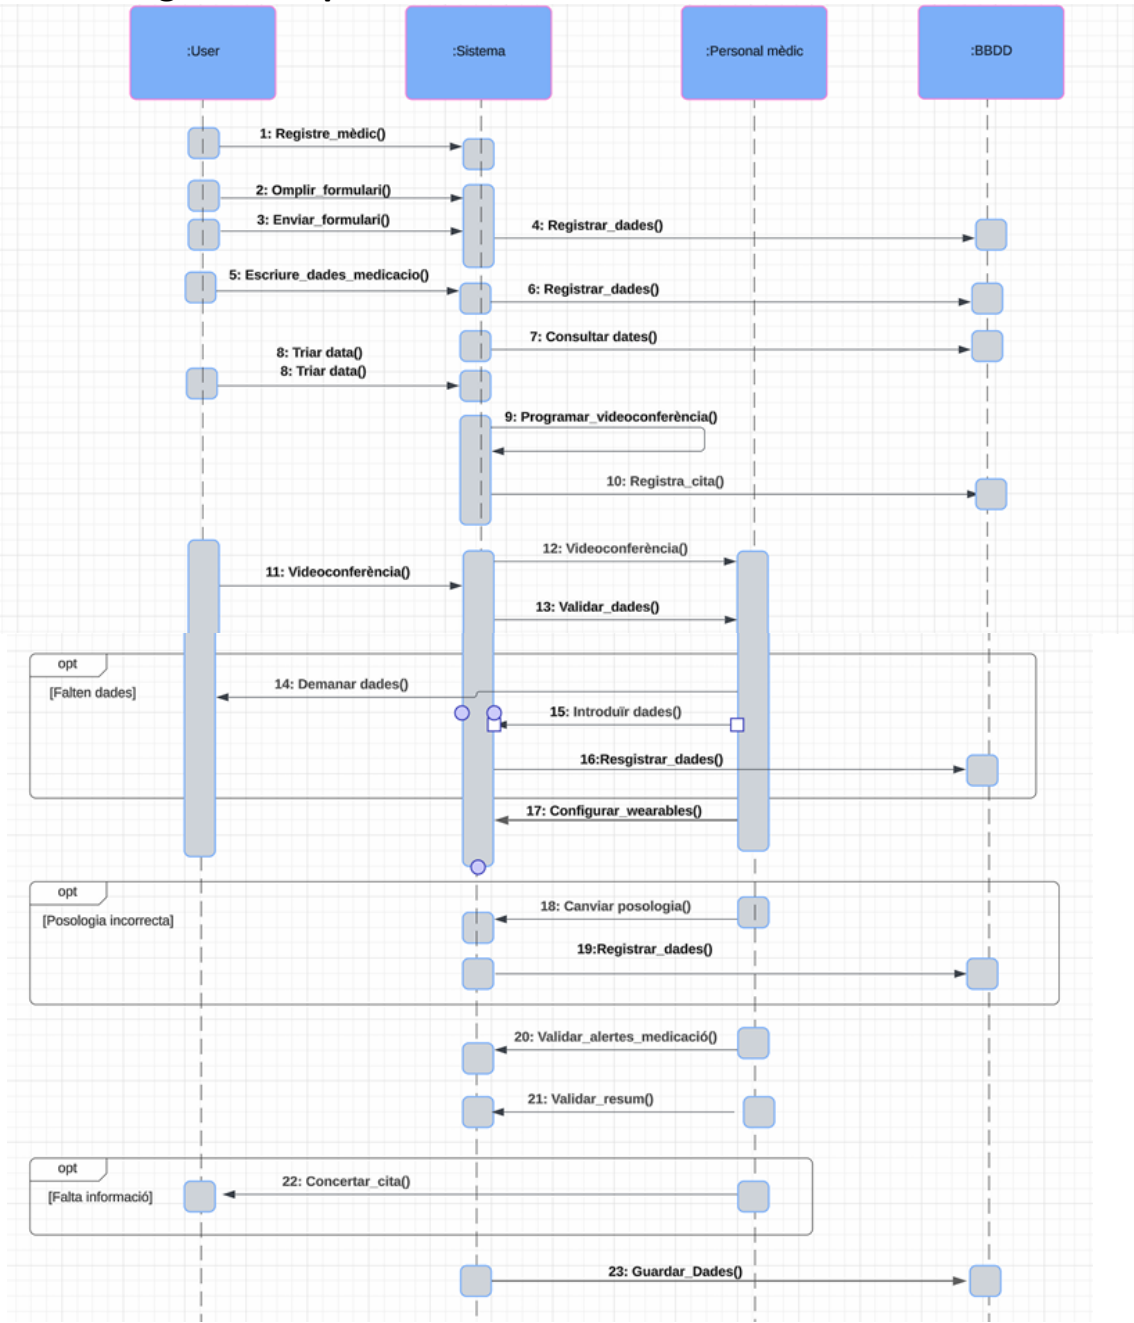 :User
:Sistema
:Personal mèdic
:BBDD
1: Registre_mèdic()
2: Omplir_formulari()
3: Enviar_formulari()
4: Registrar_dades()
5: Escriure_dades_medicacio()
6: Registrar_dades()
7: Consultar dates()
8: Triar data()
8: Triar data()
9: Programar_videoconferència()
10: Registra_cita()
12: Videoconferència()
11: Videoconferència()
13: Validar_dades()
opt
[Falten dades]
14: Demanar dades()
15: Introduïr dades()
16:Resgistrar_dades()
17: Configurar_wearables()
opt
[Posologia incorrecta]
18: Canviar posologia()
19:Registrar_dades()
20: Validar_alertes_medicació()
21: Validar_resum()
opt
[Falta informació]
22: Concertar_cita()
23: Guardar_Dades()